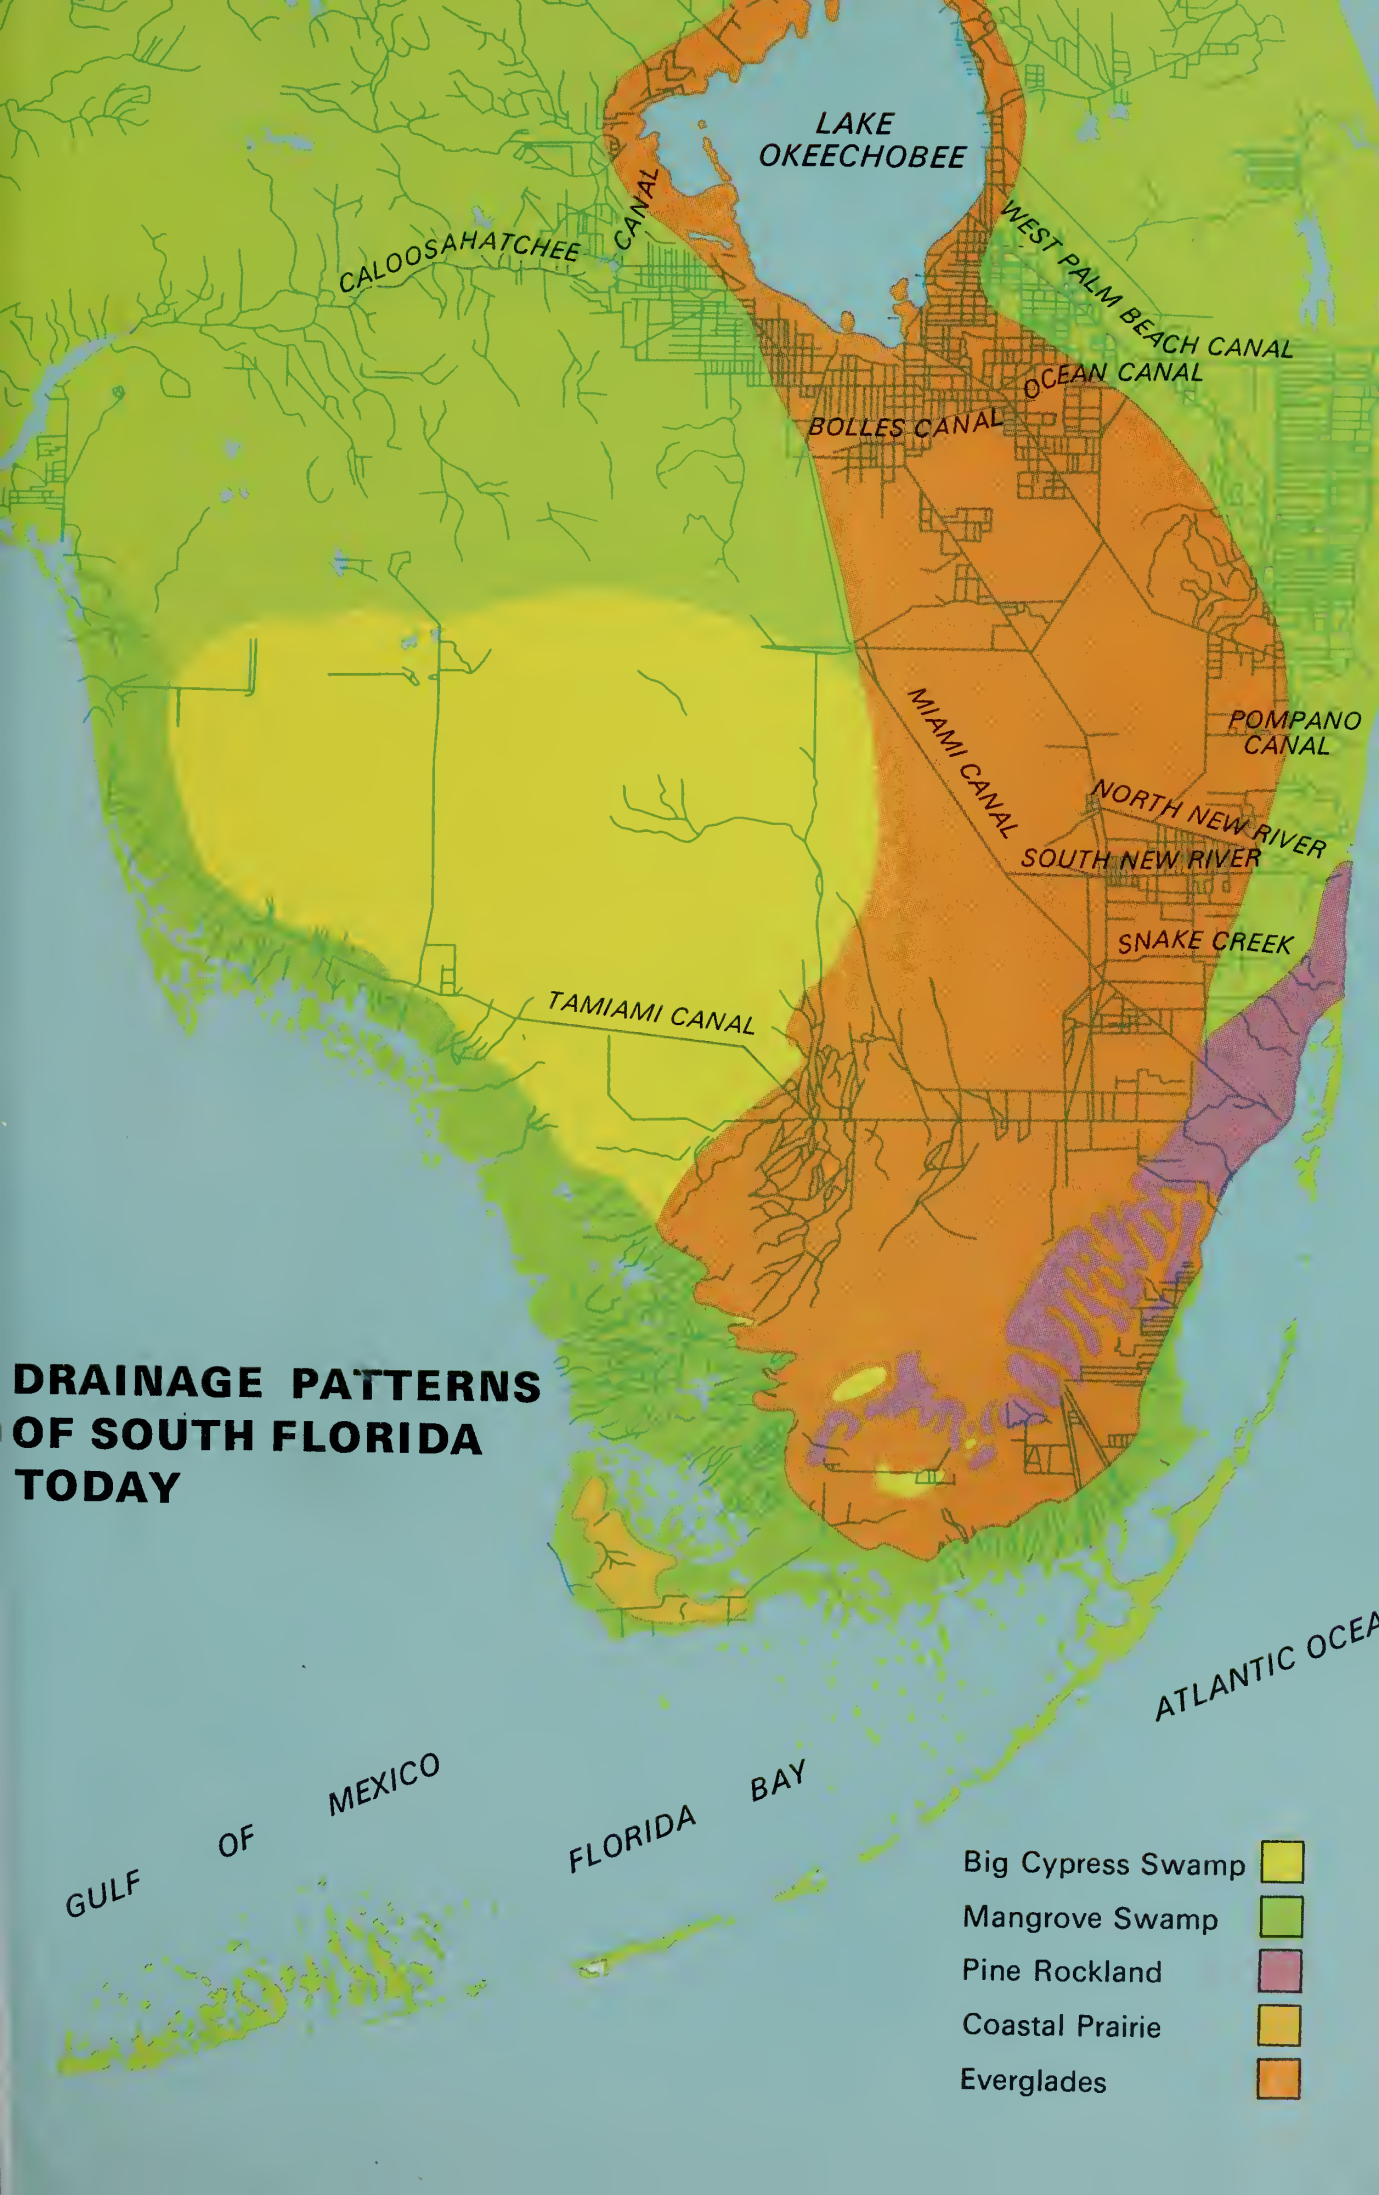 LAKE
OKEECHOBEE
CALOOSAHATCHEE CANAL
WEST PALM BEACH CANAL
OCEAN CANAL
BOLLES CANAL
MIAMI CANAL
POMPANO
CANAL
NORTH NEW RIVER
SOUTH NEW RIVER
SNAKE CREEK
TAMIAMI CANAL
DRAINAGE PATTERNS
OF SOUTH FLORIDA
TODAY
ATLANTIC OCEA
GULF OF MEXICO
FLORIDA BAY
Big Cypress Swamp
Mangrove Swamp
Pine Rockland
Coastal Prairie
Everglades